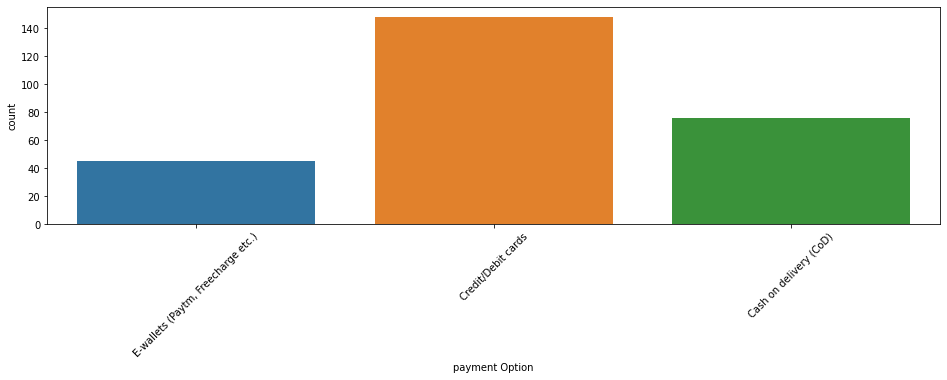 140
120
100
80
60
40
20
0
count
E-wallets (Paytm, Freecharge etc.)
Credit/Debit cards
Cash on delivery (CoD)
payment Option